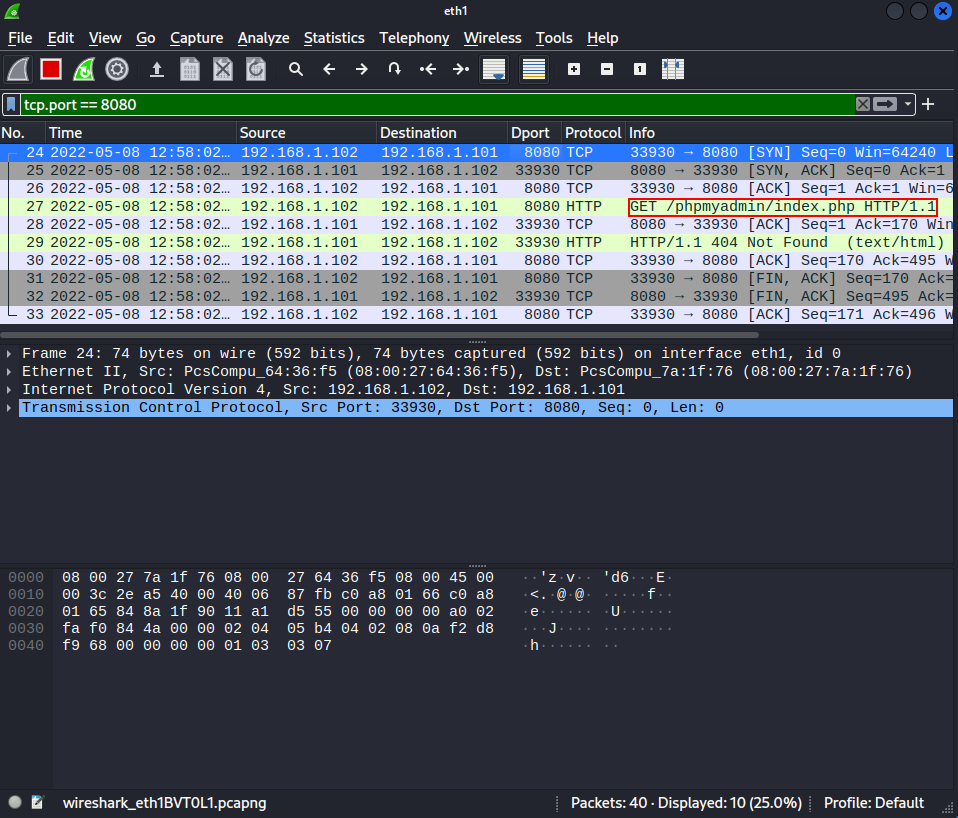 eth1
File Edit View Go Capture Analyze Statistics Telephony Wireless Tools Help
tcp.port == 8080
No. Time Source Destination Dport Protocol Info
24 2022-05-08 12:58:02… 192.168.1.102 192.168.1.101 8080 TCP 33930 → 8080 [SYN] Seq=0 Win=64240 L
25 2022-05-08 12:58:02… 192.168.1.101 192.168.1.102 33930 TCP 8080 → 33930 [SYN, ACK] Seq=0 Ack=1
26 2022-05-08 12:58:02… 192.168.1.102 192.168.1.101 8080 TCP 33930 → 8080 [ACK] Seq=1 Ack=1 Win=6
27 2022-05-08 12:58:02… 192.168.1.102 192.168.1.101 8080 HTTP GET /phpmyadmin/index.php HTTP/1.1
28 2022-05-08 12:58:02… 192.168.1.101 192.168.1.102 33930 TCP 8080 → 33930 [ACK] Seq=1 Ack=170 Win
29 2022-05-08 12:58:02… 192.168.1.101 192.168.1.102 33930 HTTP HTTP/1.1 404 Not Found (text/html)
30 2022-05-08 12:58:02… 192.168.1.102 192.168.1.101 8080 TCP 33930 → 8080 [ACK] Seq=170 Ack=495 W
31 2022-05-08 12:58:02… 192.168.1.102 192.168.1.101 8080 TCP 33930 → 8080 [FIN, ACK] Seq=170 Ack=
32 2022-05-08 12:58:02… 192.168.1.101 192.168.1.102 33930 TCP 8080 → 33930 [FIN, ACK] Seq=495 Ack=
33 2022-05-08 12:58:02… 192.168.1.102 192.168.1.101 8080 TCP 33930 → 8080 [ACK] Seq=171 Ack=496 W
Frame 24: 74 bytes on wire (592 bits), 74 bytes captured (592 bits) on interface eth1, id 0
Ethernet II, Src: PcsCompu_64:36:f5 (08:00:27:64:36:f5), Dst: PcsCompu_7a:1f:76 (08:00:27:7a:1f:76)
Internet Protocol Version 4, Src: 192.168.1.102, Dst: 192.168.1.101
Transmission Control Protocol, Src Port: 33930, Dst Port: 8080, Seq: 0, Len: 0
0000 08 00 27 7a 1f 76 08 00 27 64 36 f5 08 00 45 00 ··'z·v·· 'd6···E·
0010 00 3c 2e a5 40 00 40 06 87 fb c0 a8 01 66 c0 a8 ·<.·@·@· ·····f··
0020 01 65 84 8a 1f 90 11 a1 d5 55 00 00 00 00 a0 02 ·e······ ·U······
0030 fa f0 84 4a 00 00 02 04 05 b4 04 02 08 0a f2 d8 ···J···· ········
0040 f9 68 00 00 00 00 01 03 03 07 ·h······ ··
wireshark_eth1BVT0L1.pcapng Packets: 40 · Displayed: 10 (25.0%) Profile: Default